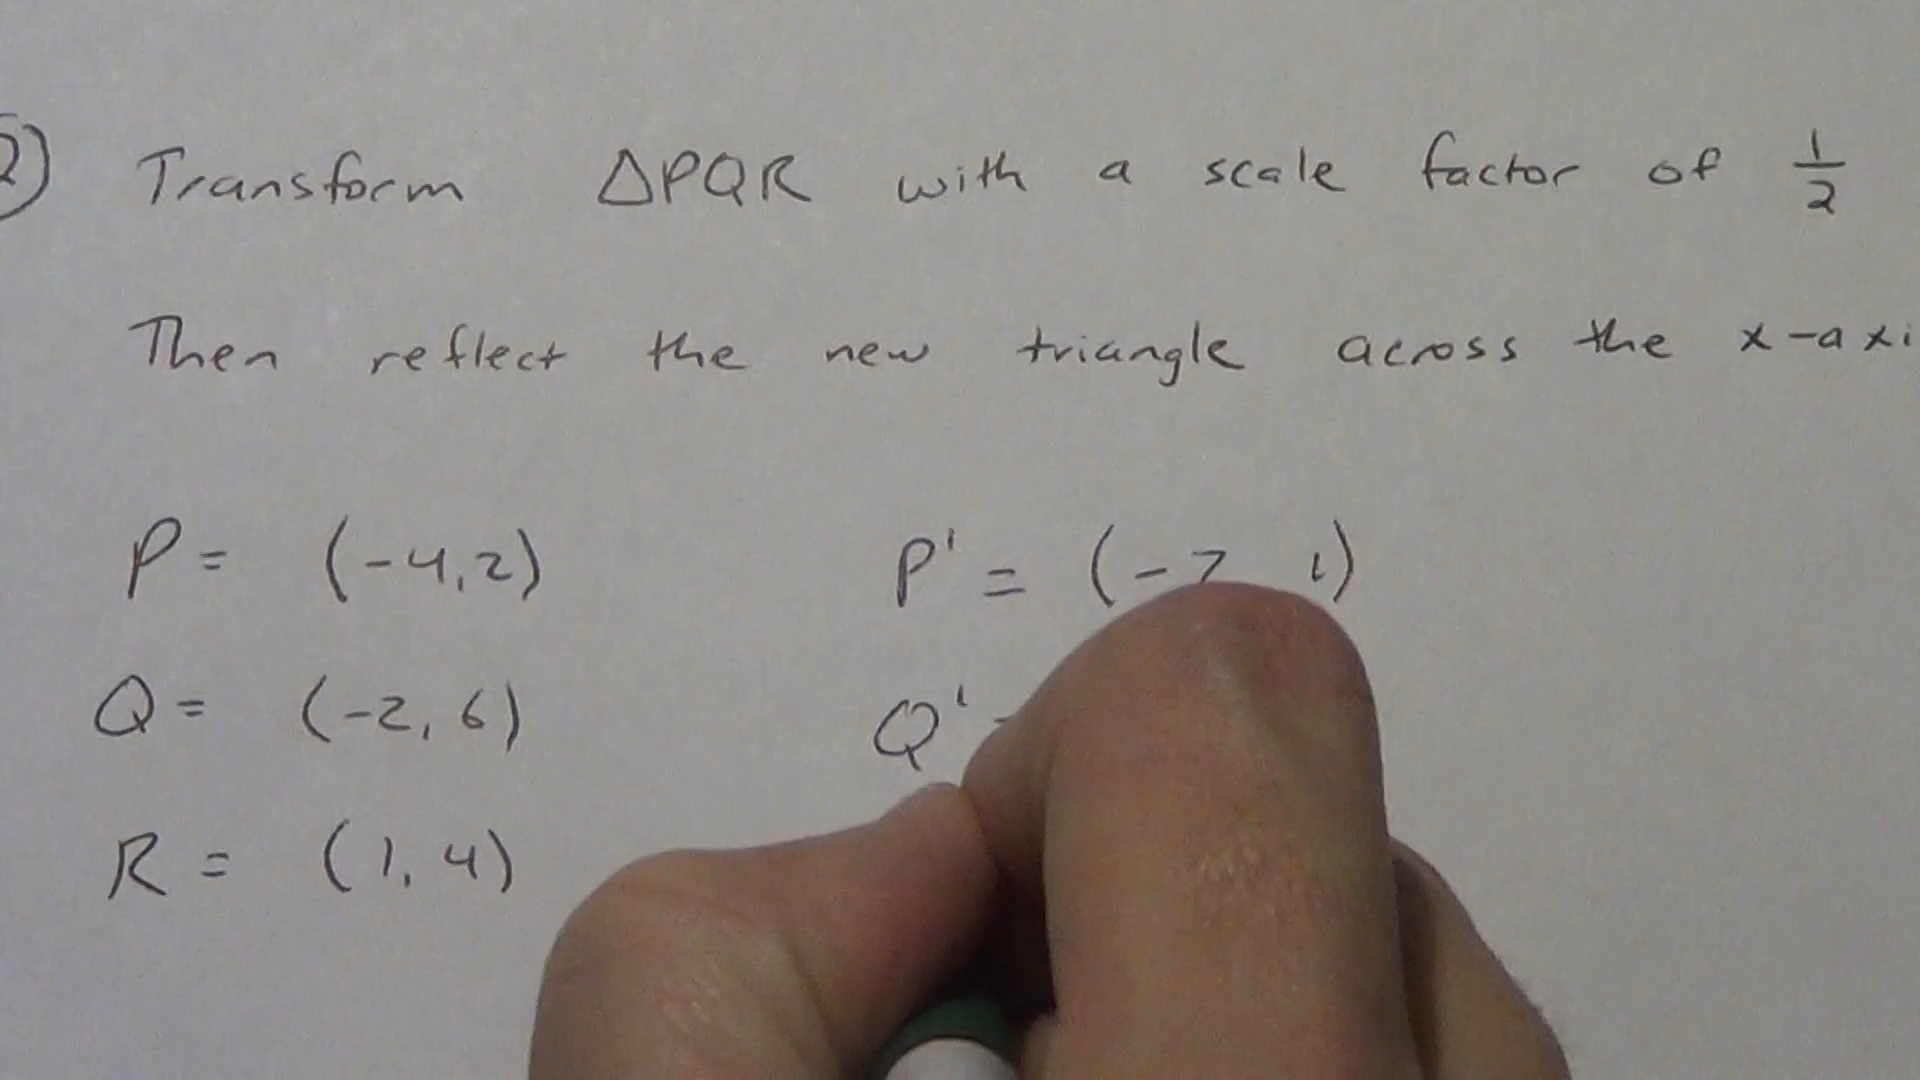 2) Transform ΔPQR with a scale factor of 1/2
Then reflect the new triangle across the x-axi
P = (-4,2) P' = (-2 1)
Q = (-2,6) Q' =
R = (1,4)